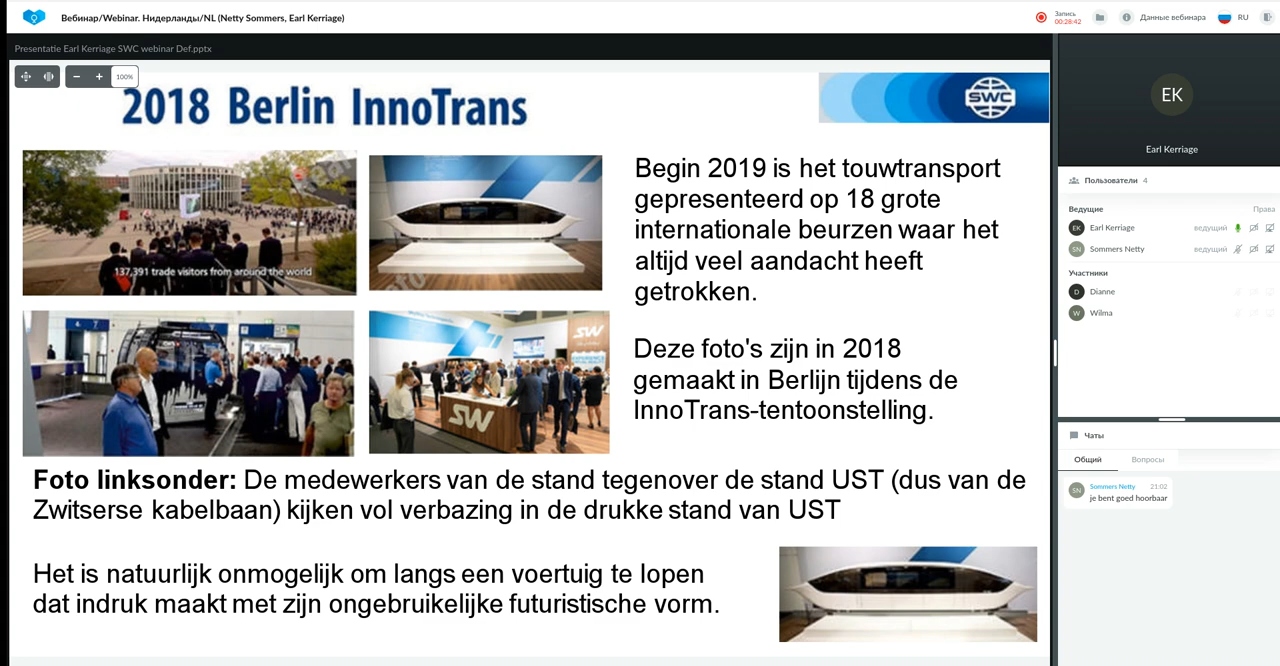 Вебинар/Webinar. Нидерланды/NL (Netty Sommers, Earl Kerriage)
Запись
00:28:42
Данные вебинара
RU
Presentatie Earl Kerriage SWC webinar Def.pptx
100%
2018 Berlin InnoTrans
SWC
137,391 trade visitors from around the world
SW
SW
Begin 2019 is het touwtransport
gepresenteerd op 18 grote
internationale beurzen waar het
altijd veel aandacht heeft
getrokken.
Deze foto's zijn in 2018
gemaakt in Berlijn tijdens de
InnoTrans-tentoonstelling.
Foto linksonder: De medewerkers van de stand tegenover de stand UST (dus van de
Zwitserse kabelbaan) kijken vol verbazing in de drukke stand van UST
Het is natuurlijk onmogelijk om langs een voertuig te lopen
dat indruk maakt met zijn ongebruikelijke futuristische vorm.
EK
Earl Kerriage
Пользователи 4
Ведущие Права
EK Earl Kerriage ведущий
SN Sommers Netty ведущий
Участники
D Dianne
W Wilma
Чаты
Общий Вопросы
SN Sommers Netty 21:02
je bent goed hoorbaar